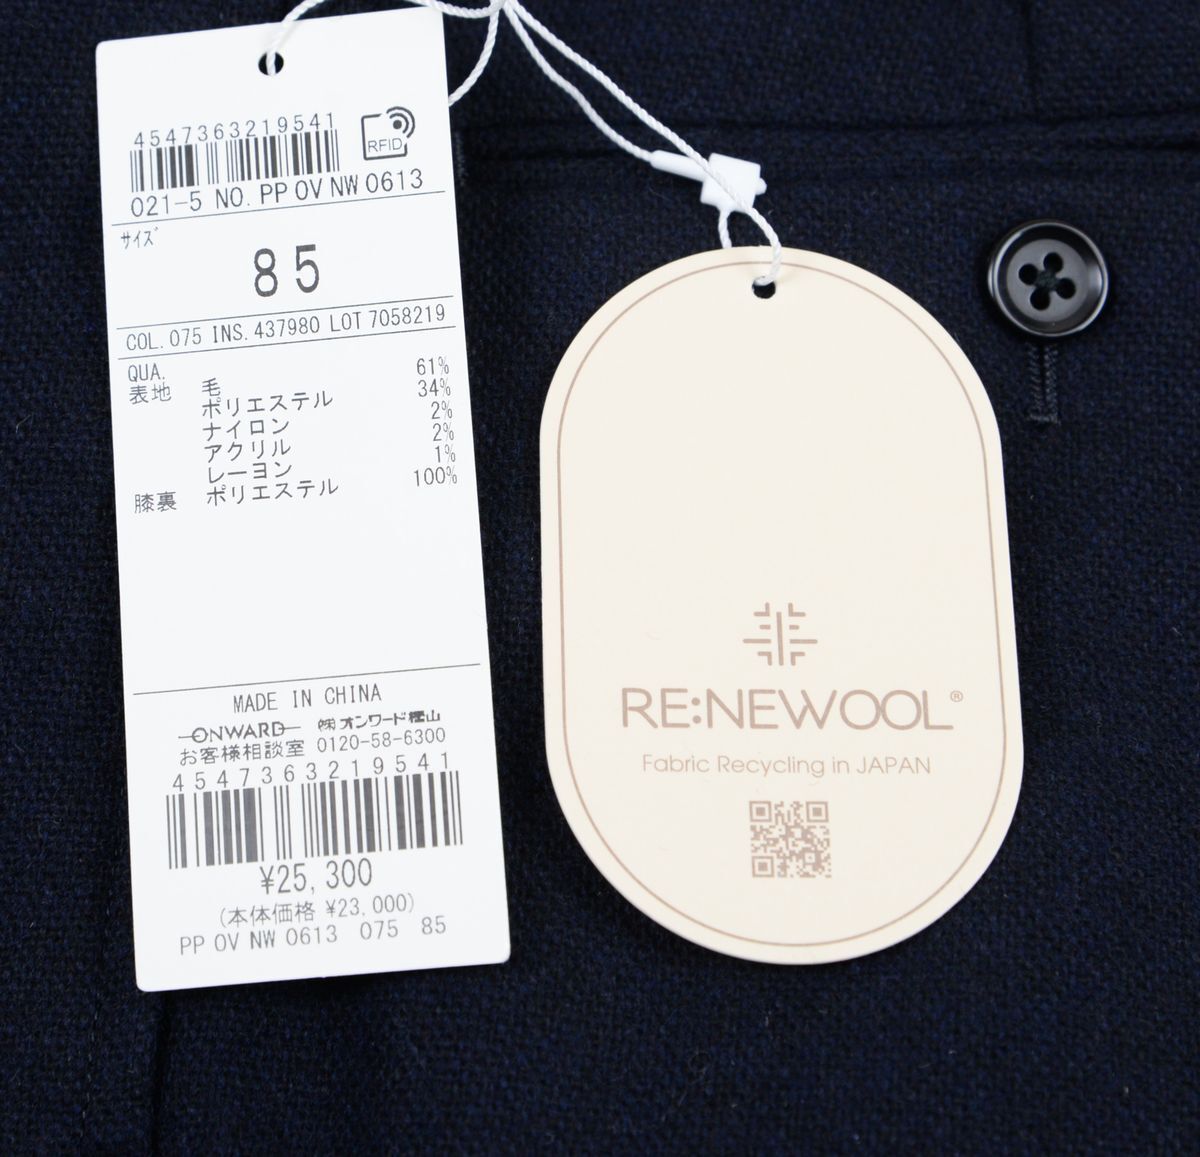 4547363219541
RFID
021-5 NO. PP OV NW 0613
サイズ
85
COL. 075 INS. 437980 LOT 7058219
QUA.
表地 毛 61%
ポリエステル 34%
ナイロン 2%
アクリル 2%
レーヨン 1%
膝裏 ポリエステル 100%
MADE IN CHINA
ONWARD ㈱オンワード樫山
お客様相談室 0120-58-6300
4547363219541
¥25,300
(本体価格 ¥23,000)
PP OV NW 0613 075 85
RE:NEWOOL®
Fabric Recycling in JAPAN